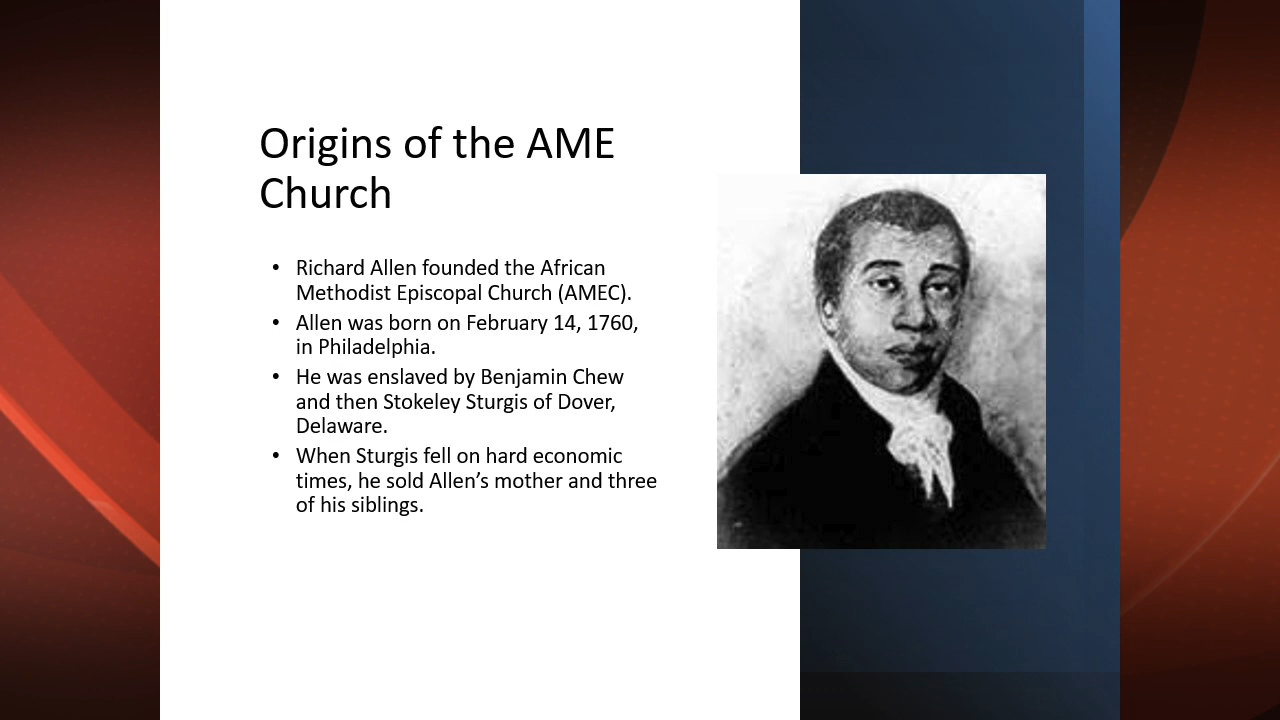 Origins of the AME
Church
• Richard Allen founded the African
Methodist Episcopal Church (AMEC).
• Allen was born on February 14, 1760,
in Philadelphia.
• He was enslaved by Benjamin Chew
and then Stokeley Sturgis of Dover,
Delaware.
• When Sturgis fell on hard economic
times, he sold Allen’s mother and three
of his siblings.